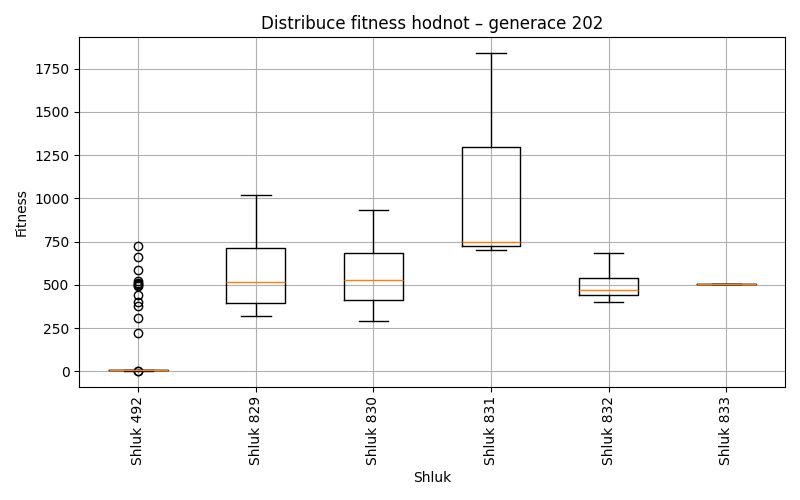 Distribuce fitness hodnot – generace 202
Fitness
1750
1500
1250
1000
750
500
250
0
Shluk 492
Shluk 829
Shluk 830
Shluk 831
Shluk 832
Shluk 833
Shluk